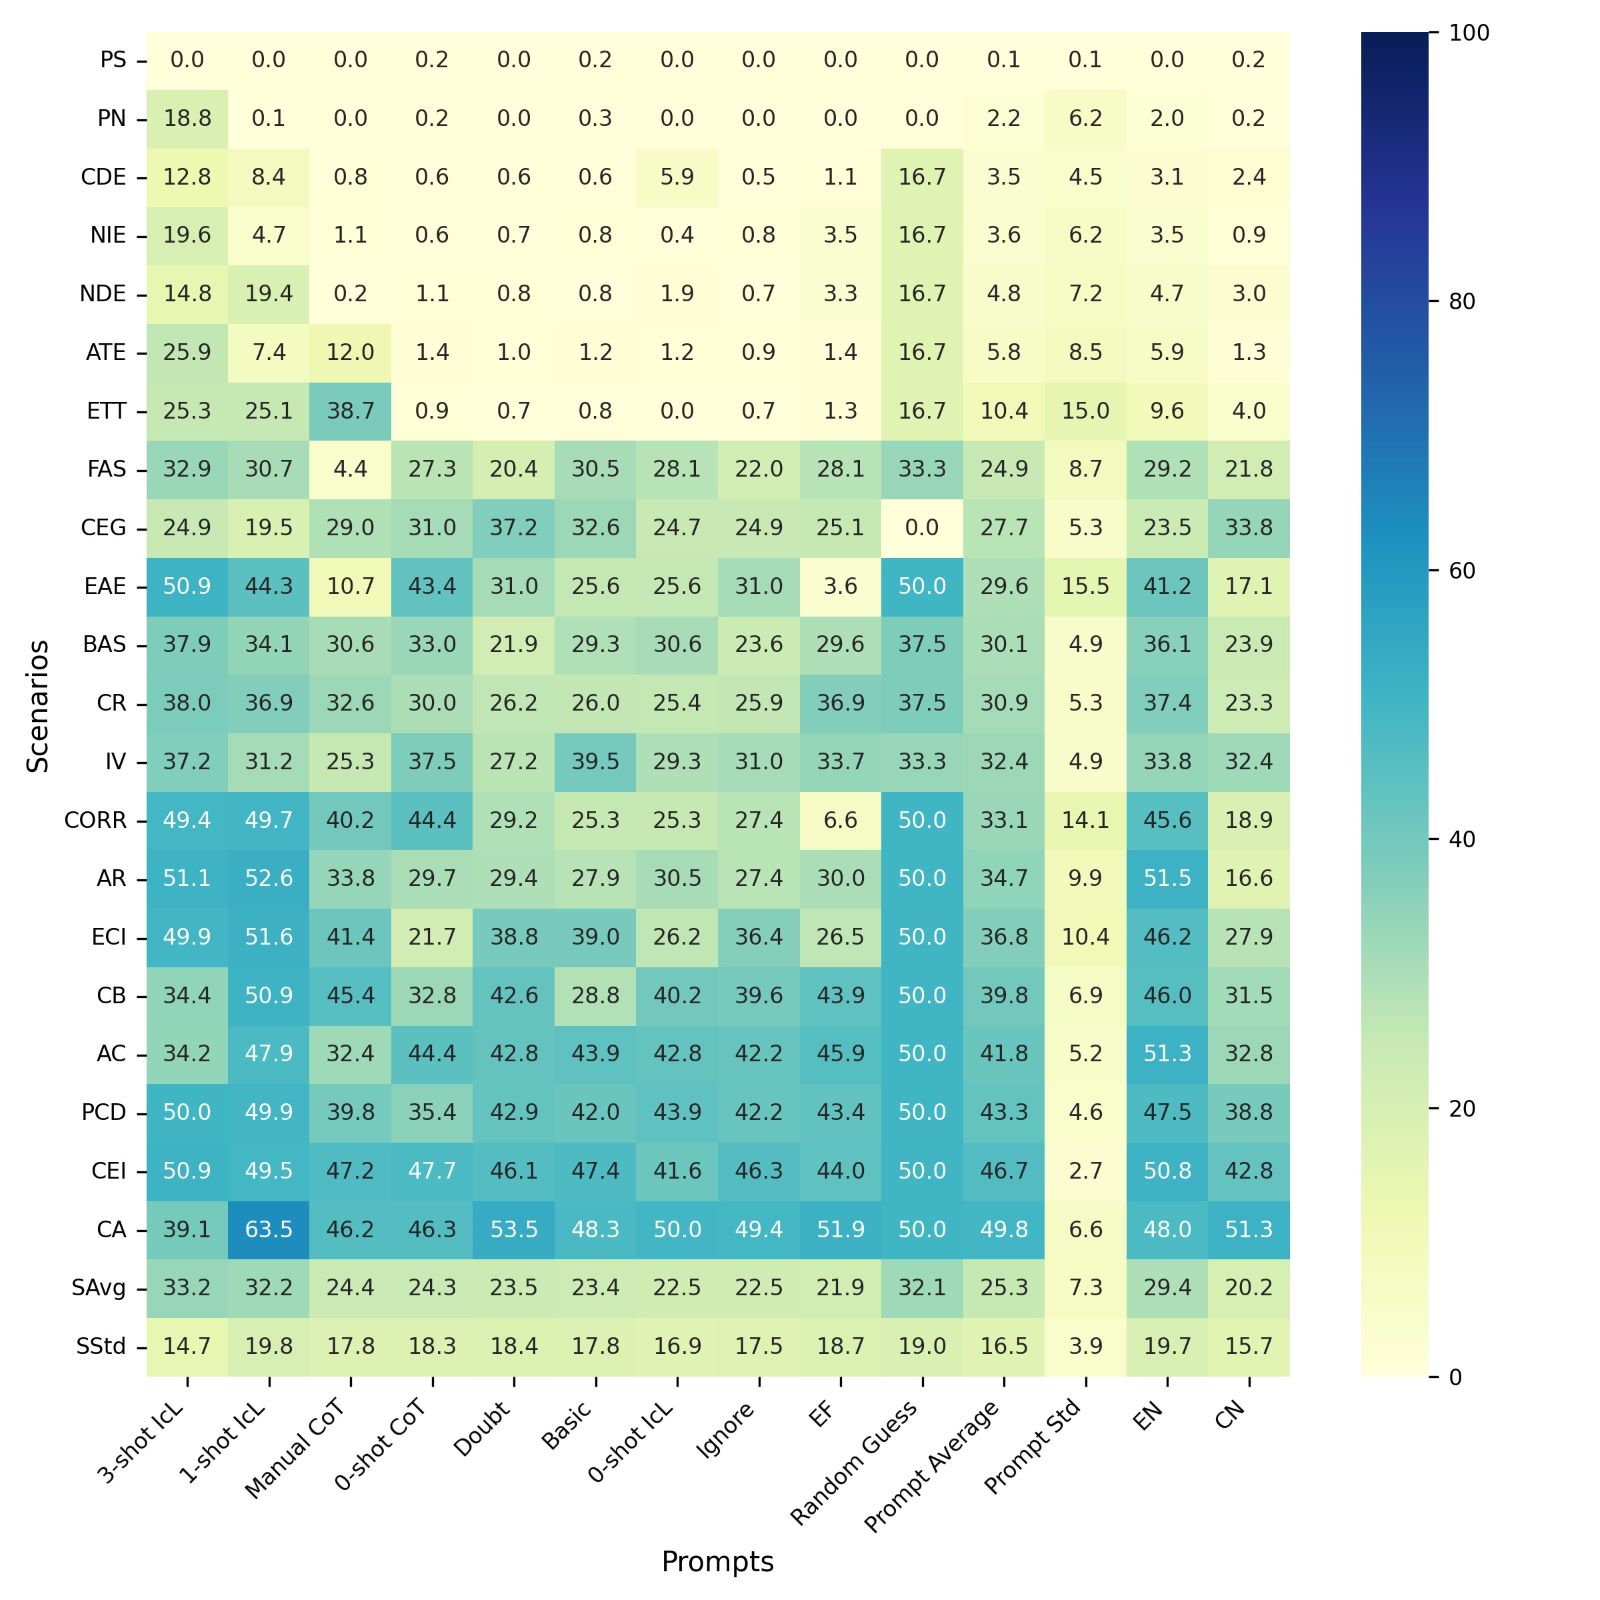 PS 0.0 0.0 0.0 0.2 0.0 0.2 0.0 0.0 0.0 0.0 0.1 0.1 0.0 0.2
PN 18.8 0.1 0.0 0.2 0.0 0.3 0.0 0.0 0.0 0.0 2.2 6.2 2.0 0.2
CDE 12.8 8.4 0.8 0.6 0.6 0.6 5.9 0.5 1.1 16.7 3.5 4.5 3.1 2.4
NIE 19.6 4.7 1.1 0.6 0.7 0.8 0.4 0.8 3.5 16.7 3.6 6.2 3.5 0.9
NDE 14.8 19.4 0.2 1.1 0.8 0.8 1.9 0.7 3.3 16.7 4.8 7.2 4.7 3.0
ATE 25.9 7.4 12.0 1.4 1.0 1.2 1.2 0.9 1.4 16.7 5.8 8.5 5.9 1.3
ETT 25.3 25.1 38.7 0.9 0.7 0.8 0.0 0.7 1.3 16.7 10.4 15.0 9.6 4.0
FAS 32.9 30.7 4.4 27.3 20.4 30.5 28.1 22.0 28.1 33.3 24.9 8.7 29.2 21.8
CEG 24.9 19.5 29.0 31.0 37.2 32.6 24.7 24.9 25.1 0.0 27.7 5.3 23.5 33.8
EAE 50.9 44.3 10.7 43.4 31.0 25.6 25.6 31.0 3.6 50.0 29.6 15.5 41.2 17.1
BAS 37.9 34.1 30.6 33.0 21.9 29.3 30.6 23.6 29.6 37.5 30.1 4.9 36.1 23.9
CR 38.0 36.9 32.6 30.0 26.2 26.0 25.4 25.9 36.9 37.5 30.9 5.3 37.4 23.3
IV 37.2 31.2 25.3 37.5 27.2 39.5 29.3 31.0 33.7 33.3 32.4 4.9 33.8 32.4
CORR 49.4 49.7 40.2 44.4 29.2 25.3 25.3 27.4 6.6 50.0 33.1 14.1 45.6 18.9
AR 51.1 52.6 33.8 29.7 29.4 27.9 30.5 27.4 30.0 50.0 34.7 9.9 51.5 16.6
ECI 49.9 51.6 41.4 21.7 38.8 39.0 26.2 36.4 26.5 50.0 36.8 10.4 46.2 27.9
CB 34.4 50.9 45.4 32.8 42.6 28.8 40.2 39.6 43.9 50.0 39.8 6.9 46.0 31.5
AC 34.2 47.9 32.4 44.4 42.8 43.9 42.8 42.2 45.9 50.0 41.8 5.2 51.3 32.8
PCD 50.0 49.9 39.8 35.4 42.9 42.0 43.9 42.2 43.4 50.0 43.3 4.6 47.5 38.8
CEI 50.9 49.5 47.2 47.7 46.1 47.4 41.6 46.3 44.0 50.0 46.7 2.7 50.8 42.8
CA 39.1 63.5 46.2 46.3 53.5 48.3 50.0 49.4 51.9 50.0 49.8 6.6 48.0 51.3
SAvg 33.2 32.2 24.4 24.3 23.5 23.4 22.5 22.5 21.9 32.1 25.3 7.3 29.4 20.2
SStd 14.7 19.8 17.8 18.3 18.4 17.8 16.9 17.5 18.7 19.0 16.5 3.9 19.7 15.7
Scenarios
3-shot IcL
1-shot IcL
Manual CoT
0-shot CoT
Doubt
Basic
0-shot IcL
Ignore
EF
Random Guess
Prompt Average
Prompt Std
EN
CN
Prompts
100
80
60
40
20
0